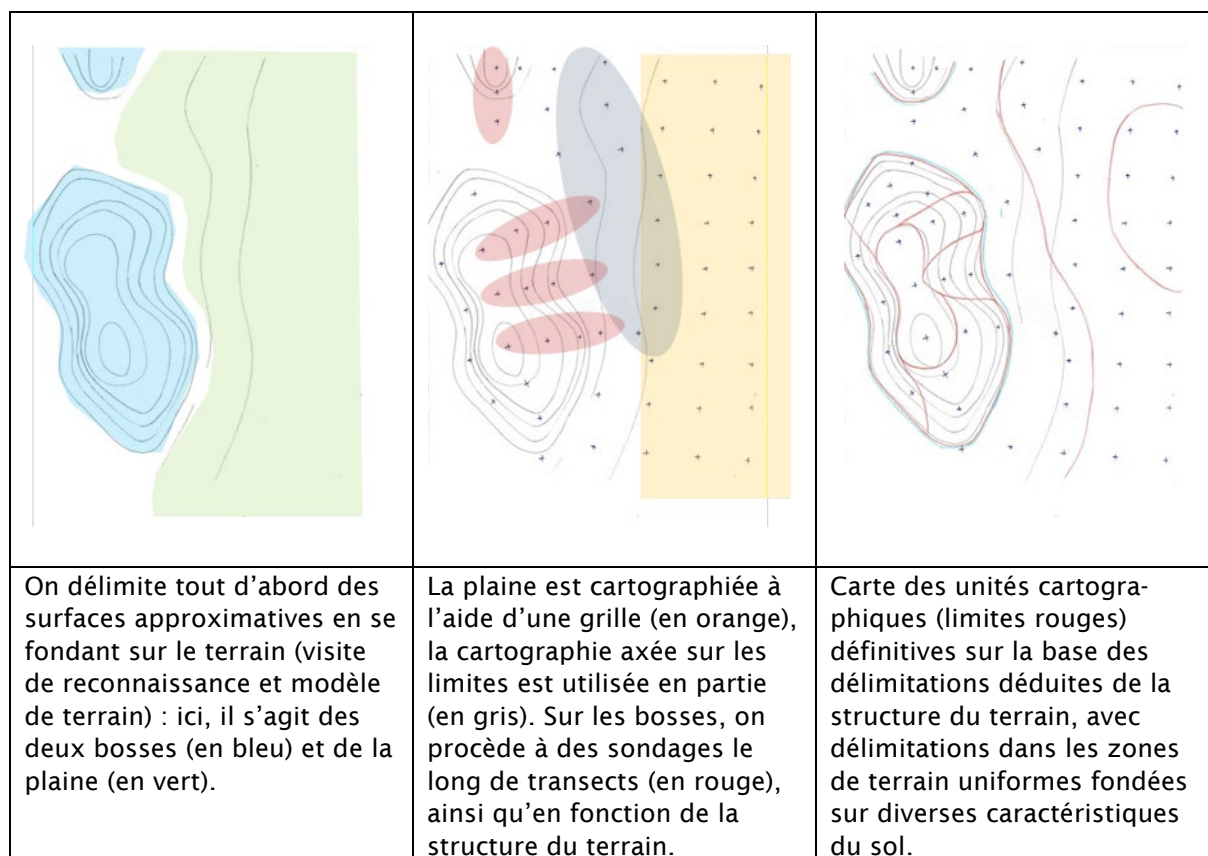 On délimite tout d’abord des
surfaces approximatives en se
fondant sur le terrain (visite
de reconnaissance et modèle
de terrain) : ici, il s’agit des
deux bosses (en bleu) et de la
plaine (en vert).
La plaine est cartographiée à
l’aide d’une grille (en orange),
la cartographie axée sur les
limites est utilisée en partie
(en gris). Sur les bosses, on
procède à des sondages le
long de transects (en rouge),
ainsi qu’en fonction de la
structure du terrain.
Carte des unités cartogra-
phiques (limites rouges)
définitives sur la base des
délimitations déduites de la
structure du terrain, avec
délimitations dans les zones
de terrain uniformes fondées
sur diverses caractéristiques
du sol.